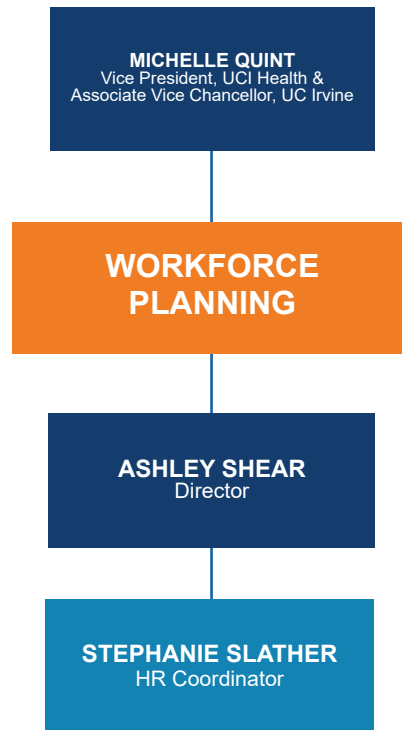 MICHELLE QUINT
Vice President, UCI Health &
Associate Vice Chancellor, UC Irvine
WORKFORCE
PLANNING
ASHLEY SHEAR
Director
STEPHANIE SLATHER
HR Coordinator